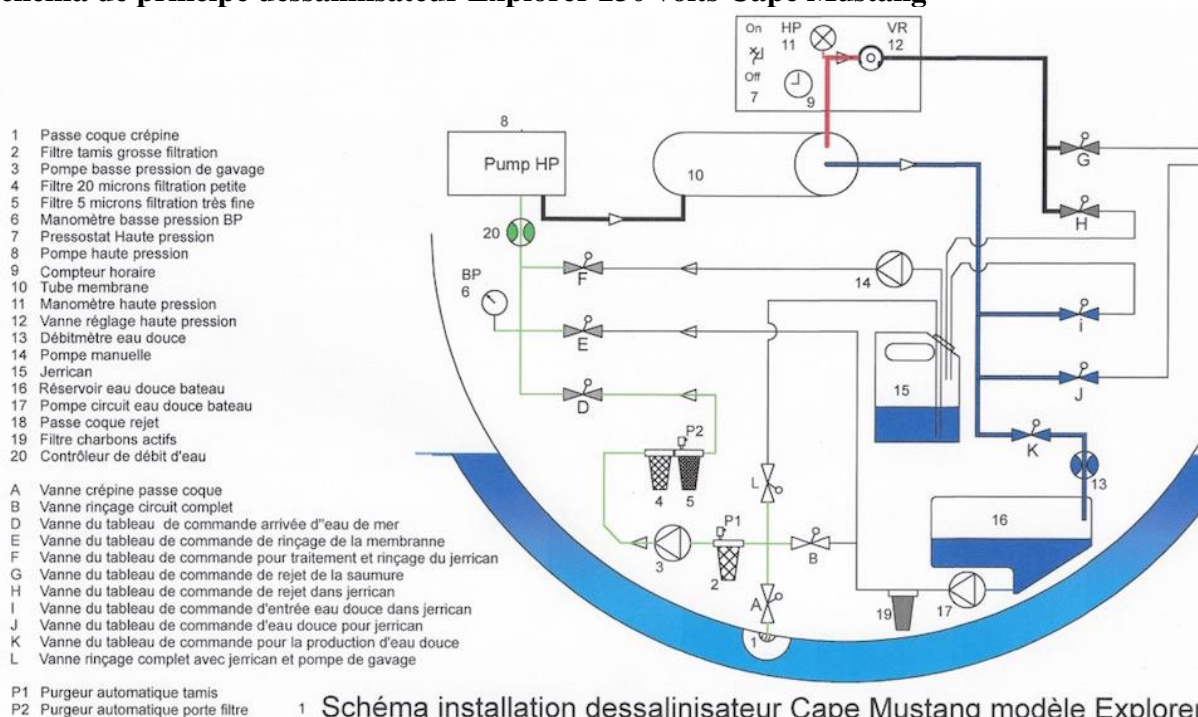 schéma de principe dessalinisateur Explorer 230 volts Cape Mustang
On HP VR
11 12
Off
7 9
8
Pump HP
10
G
H
20
F
14
BP
6
E
i
15
D
J
P2
K
4 5
L
13
P1
16
3
2
B
A
19
17
1
1 Passe coque crépine
2 Filtre tamis grosse filtration
3 Pompe basse pression de gavage
4 Filtre 20 microns filtration petite
5 Filtre 5 microns filtration très fine
6 Manomètre basse pression BP
7 Pressostat Haute pression
8 Pompe haute pression
9 Compteur horaire
10 Tube membrane
11 Manomètre haute pression
12 Vanne réglage haute pression
13 Débitmètre eau douce
14 Pompe manuelle
15 Jerrican
16 Réservoir eau douce bateau
17 Pompe circuit eau douce bateau
18 Passe coque rejet
19 Filtre charbons actifs
20 Contrôleur de débit d'eau
A Vanne crépine passe coque
B Vanne rinçage circuit complet
D Vanne du tableau de commande arrivée d"eau de mer
E Vanne du tableau de commande de rinçage de la membranne
F Vanne du tableau de commande pour traitement et rinçage du jerrican
G Vanne du tableau de commande de rejet de la saumure
H Vanne du tableau de commande de rejet dans jerrican
I Vanne du tableau de commande d'entrée eau douce dans jerrican
J Vanne du tableau de commande d'eau douce pour jerrican
K Vanne du tableau de commande pour la production d'eau douce
L Vanne rinçage complet avec jerrican et pompe de gavage
P1 Purgeur automatique tamis
P2 Purgeur automatique porte filtre
1 Schéma installation dessalinisateur Cape Mustang modèle Explorer